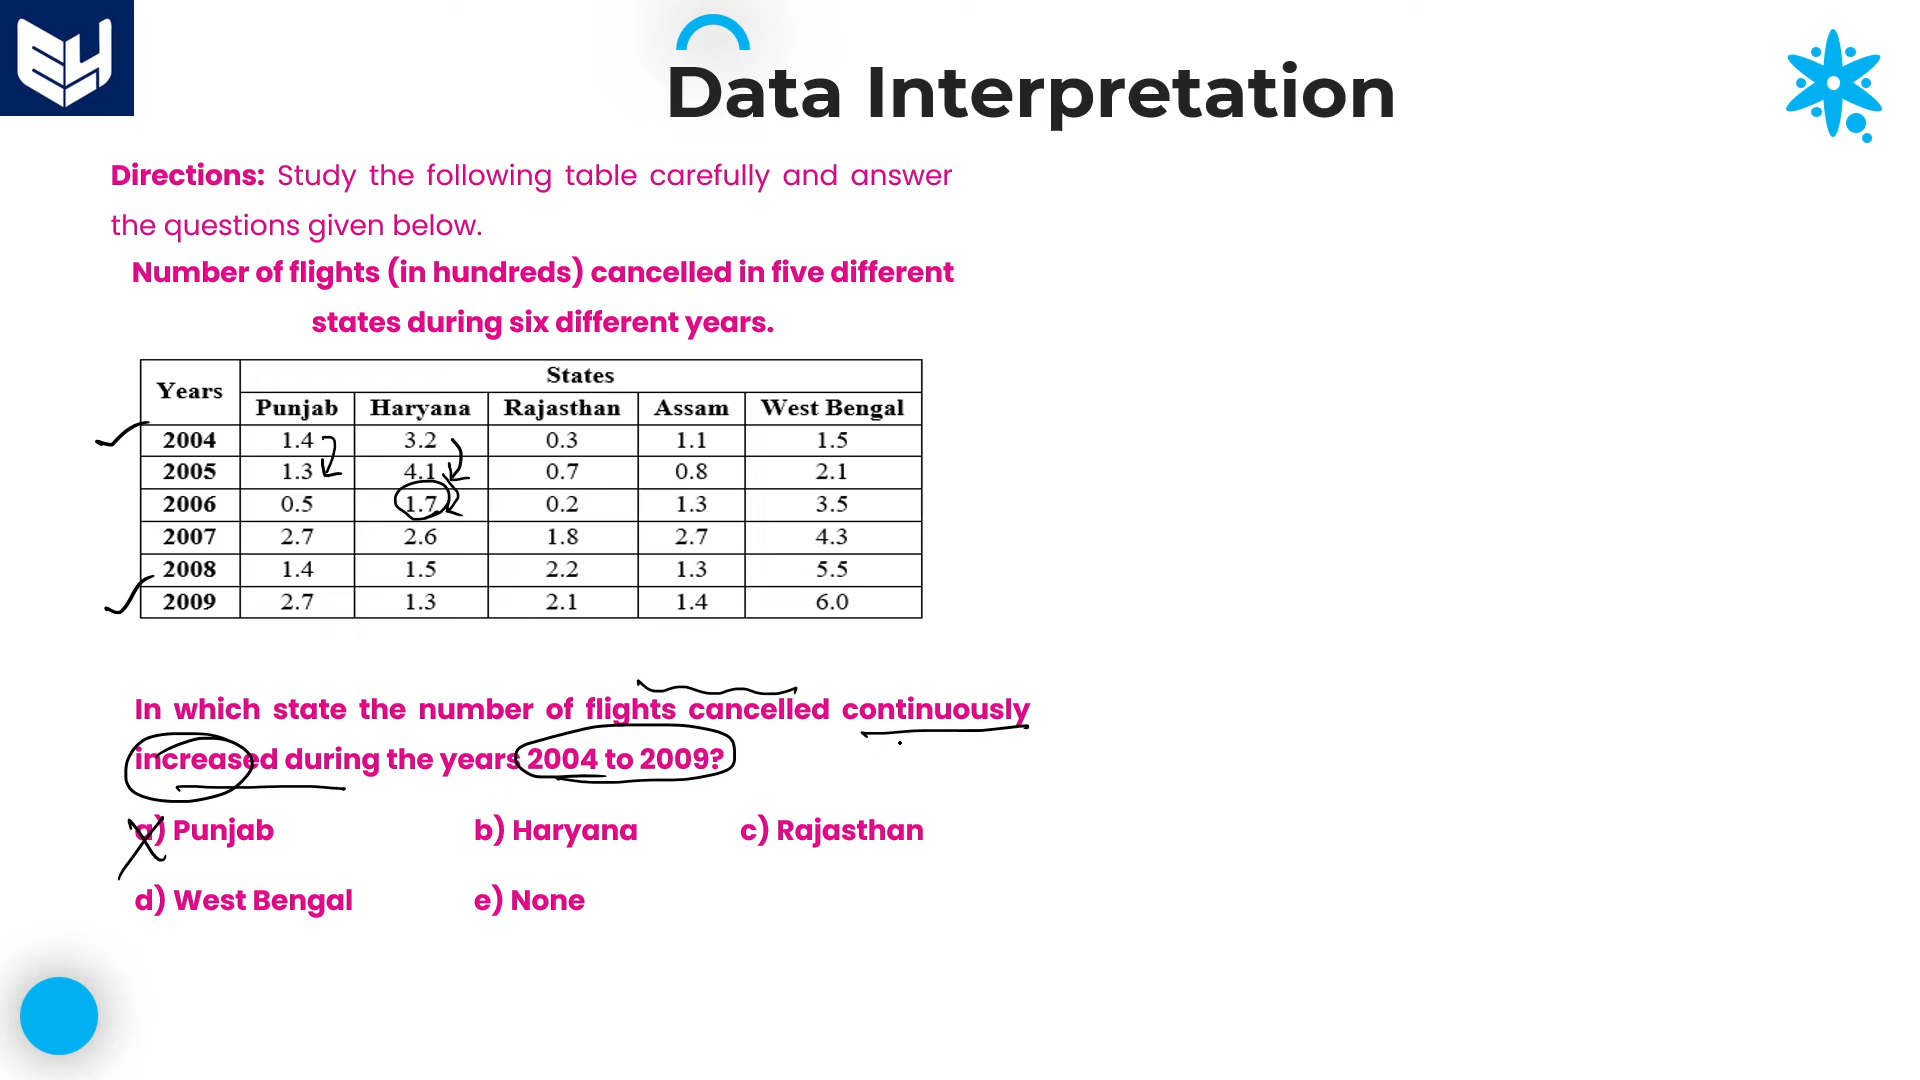 EY
Data Interpretation
Directions: Study the following table carefully and answer
the questions given below.
Number of flights (in hundreds) cancelled in five different
states during six different years.
Years States
Punjab Haryana Rajasthan Assam West Bengal
2004 1.4 3.2 0.3 1.1 1.5
2005 1.3 4.1 0.7 0.8 2.1
2006 0.5 1.7 0.2 1.3 3.5
2007 2.7 2.6 1.8 2.7 4.3
2008 1.4 1.5 2.2 1.3 5.5
2009 2.7 1.3 2.1 1.4 6.0
In which state the number of flights cancelled continuously
increased during the years 2004 to 2009?
a) Punjab b) Haryana c) Rajasthan
d) West Bengal e) None